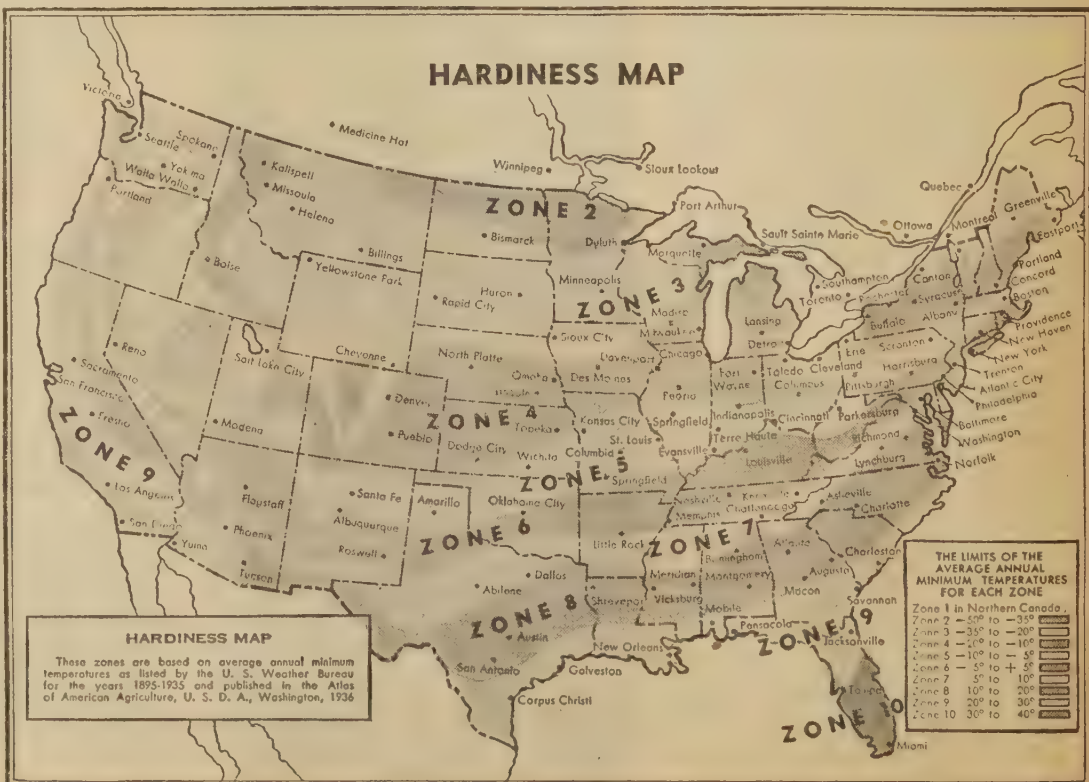 HARDINESS MAP
Victoria
Medicine Hat
Spokane
Seattle
Yakima
Walla Walla
Portland
Kalispell
Missoula
Helena
Billings
Boise
Yellowstone Park
Winnipeg
Sioux Lookout
ZONE 2
Bismarck
Port Arthur
Duluth
Marquette
Sault Sainte Marie
Quebec
Ottawa
Montreal
Greenville
Eastport
Portland
Concord
Boston
Minneapolis
Huron
Rapid City
ZONE 3
Milwaukee
Lansing
Detroit
Southampton
Toronto
Rochester
Canton
Syracuse
Buffalo
Albany
Providence
New Haven
New York
Trenton
Atlantic City
Philadelphia
Baltimore
Washington
Norfolk
Reno
Salt Lake City
Cheyenne
North Platte
Sioux City
Davenport
Chicago
Omaha
Des Moines
Fort
Wayne
Toledo
Cleveland
Erie
Scranton
Harrisburg
Pittsburgh
Columbus
Sacramento
San Francisco
Fresno
ZONE 9
Modena
Denver
Pueblo
ZONE 4
Topeka
Kansas City
Peoria
Springfield
Indianapolis
Cincinnati
Parkersburg
Richmond
Dodge City
Wichita
Columbia
St. Louis
Terre Haute
Evansville
Louisville
Lynchburg
ZONE 5
Springfield
Los Angeles
San Diego
Yuma
Flagstaff
Phoenix
Tucson
Santa Fe
Albuquerque
Roswell
Amarillo
Oklahoma City
ZONE 6
Nashville
Knoxville
Memphis
Chattanooga
Asheville
Charlotte
Little Rock
ZONE 7
Birmingham
Atlanta
Charleston
Augusta
Dallas
Abilene
Meridian
Montgomery
Macon
Savannah
ZONE 8
Shreveport
Vicksburg
Mobile
Pensacola
ZONE 9
Jacksonville
Austin
San Antonio
New Orleans
Galveston
Corpus Christi
Tampa
ZONE 10
Miami
HARDINESS MAP
These zones are based on average annual minimum
temperatures as listed by the U. S. Weather Bureau
for the years 1895-1935 and published in the Atlas
of American Agriculture, U. S. D. A., Washington, 1936
THE LIMITS OF THE
AVERAGE ANNUAL
MINIMUM TEMPERATURES
FOR EACH ZONE
Zone 1 in Northern Canada.
Zone 2 −50° to −35°
Zone 3 −35° to −20°
Zone 4 −20° to −10°
Zone 5 −10° to − 5°
Zone 6 − 5° to + 5°
Zone 7 5° to 10°
Zone 8 10° to 20°
Zone 9 20° to 30°
Zone 10 30° to 40°